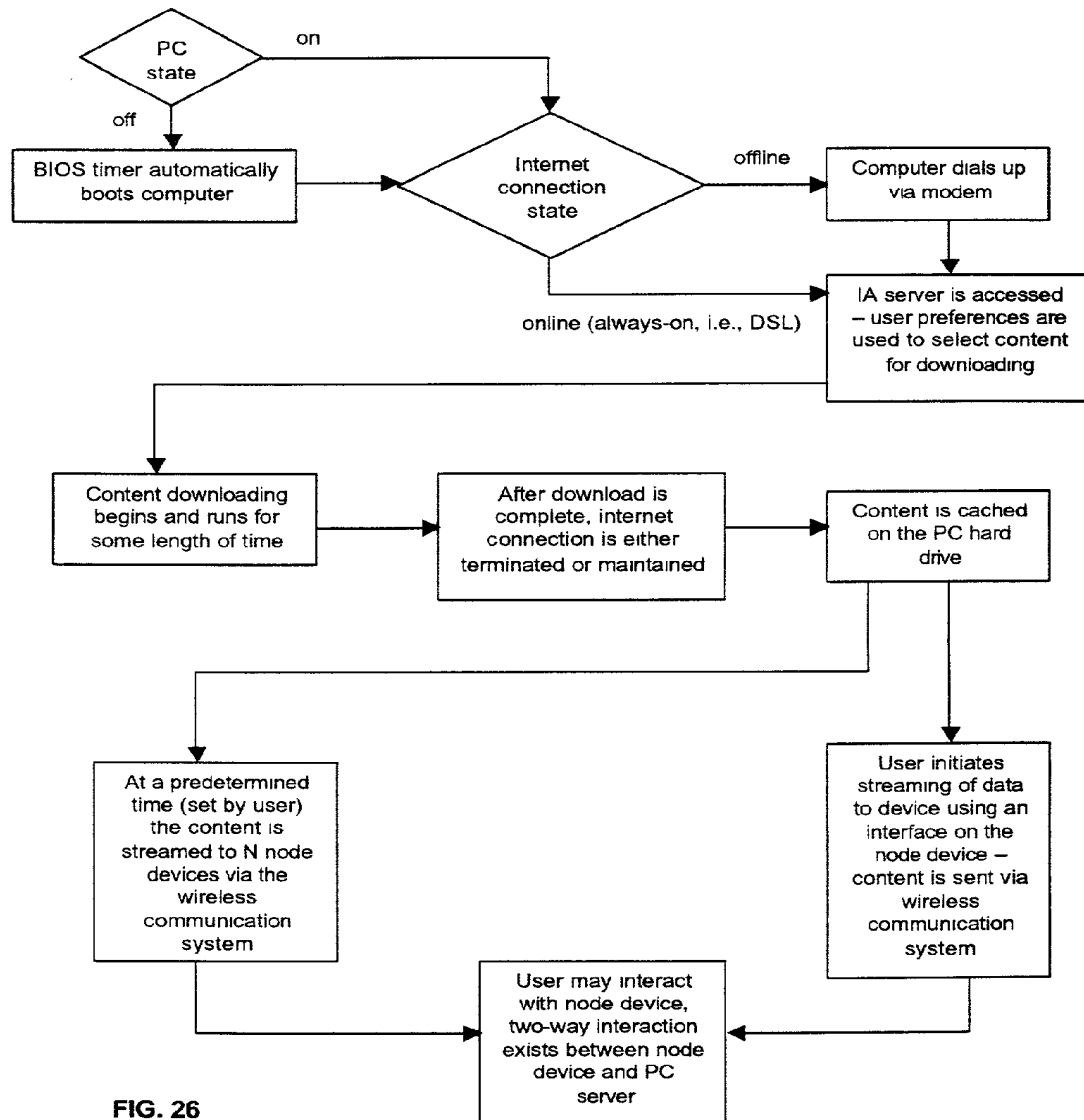 PC
state
on
off
BIOS timer automatically
boots computer
Internet
connection
state
offline
Computer dials up
via modem
online (always-on, i.e., DSL)
IA server is accessed
– user preferences are
used to select content
for downloading
Content downloading
begins and runs for
some length of time
After download is
complete, internet
connection is either
terminated or maintained
Content is cached
on the PC hard
drive
At a predetermined
time (set by user)
the content is
streamed to N node
devices via the
wireless
communication
system
User initiates
streaming of data
to device using an
interface on the
node device –
content is sent via
wireless
communication
system
User may interact
with node device,
two-way interaction
exists between node
device and PC
server
FIG. 26